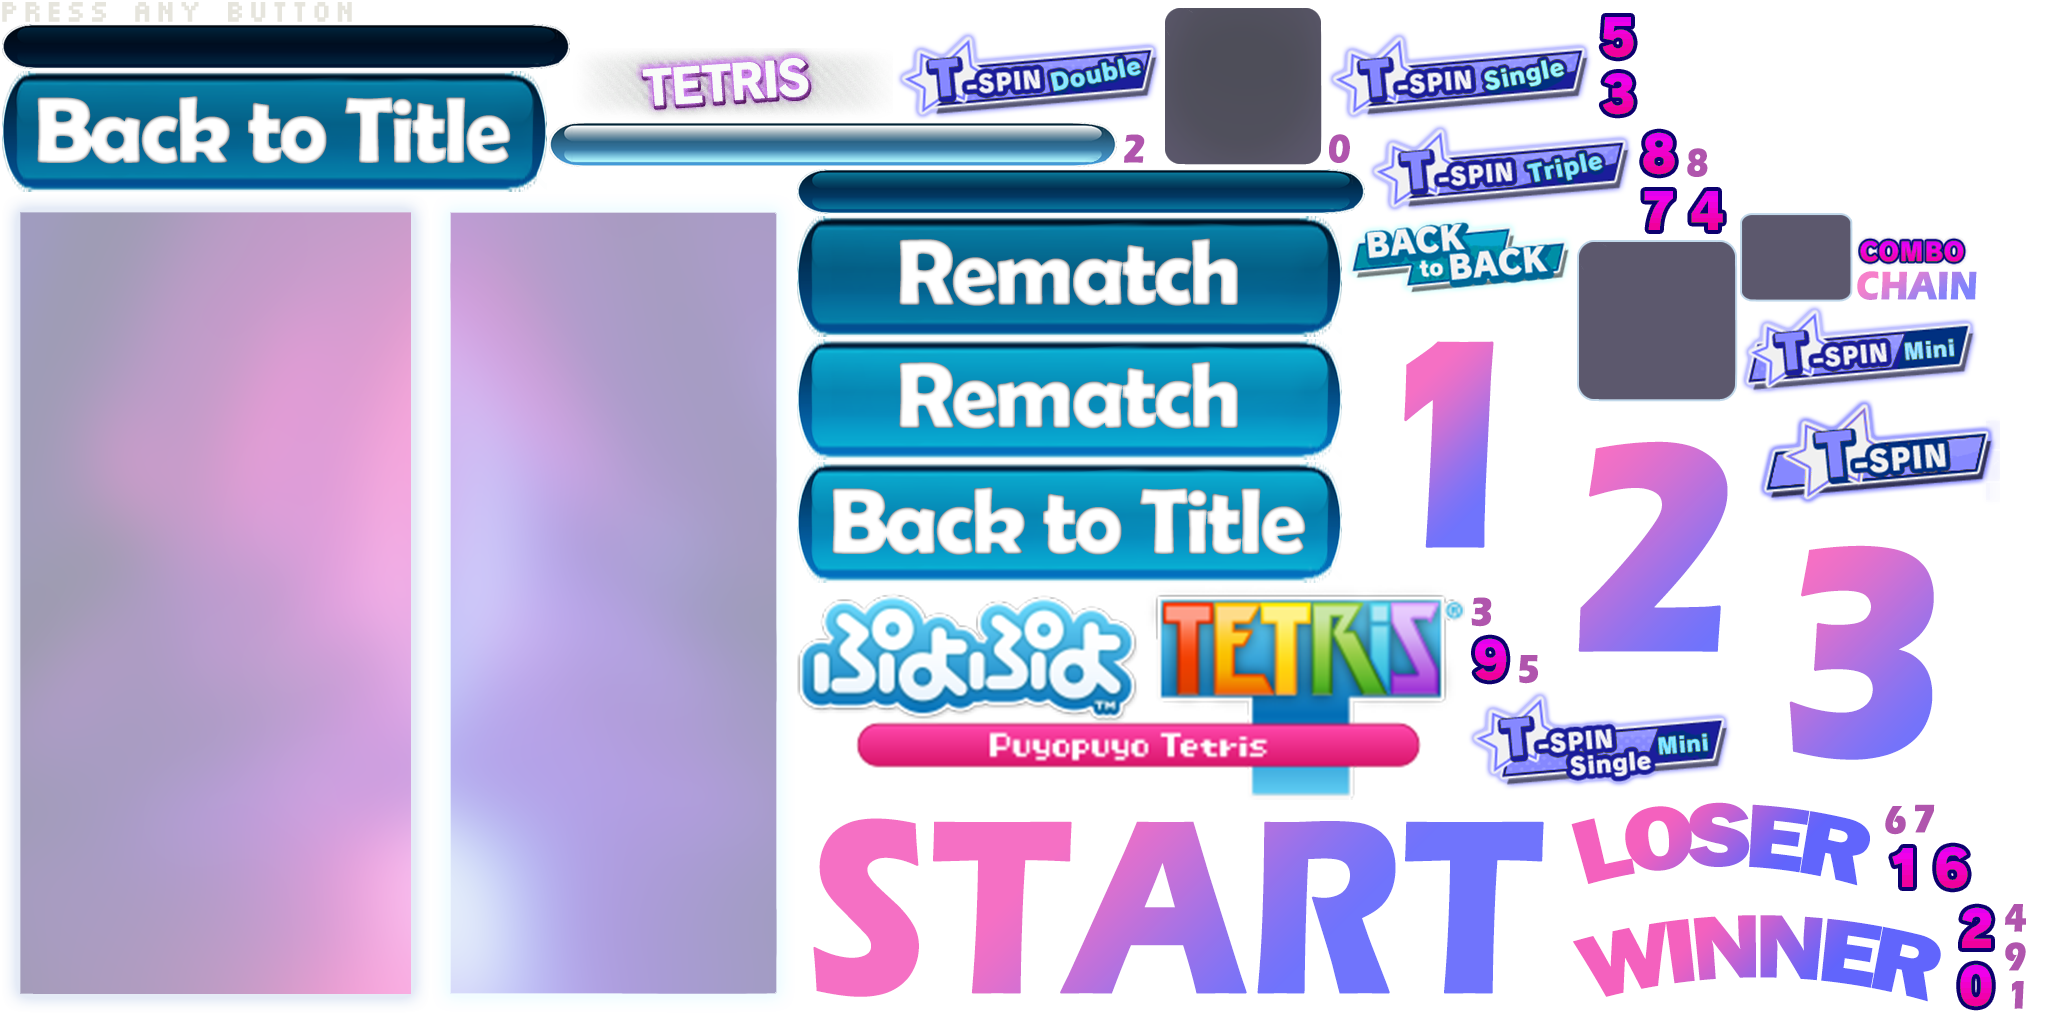 PRESS ANY BUTTON
Back to Title
TETRIS
T-SPIN Double
T-SPIN Single
5
3
2
0
T-SPIN Triple
8
8
7
4
Rematch
BACK
to BACK
COMBO
CHAIN
T-SPIN Mini
Rematch
1
2
T-SPIN
Back to Title
3
ぷよぷよ
TM
TETRIS
®
3
9
5
Puyopuyo Tetris
T-SPIN
Single
Mini
START
LOSER
6
7
1
6
WINNER
2
4
9
0
1